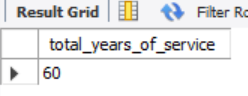 Result Grid Filter Ro
total_years_of_service
60